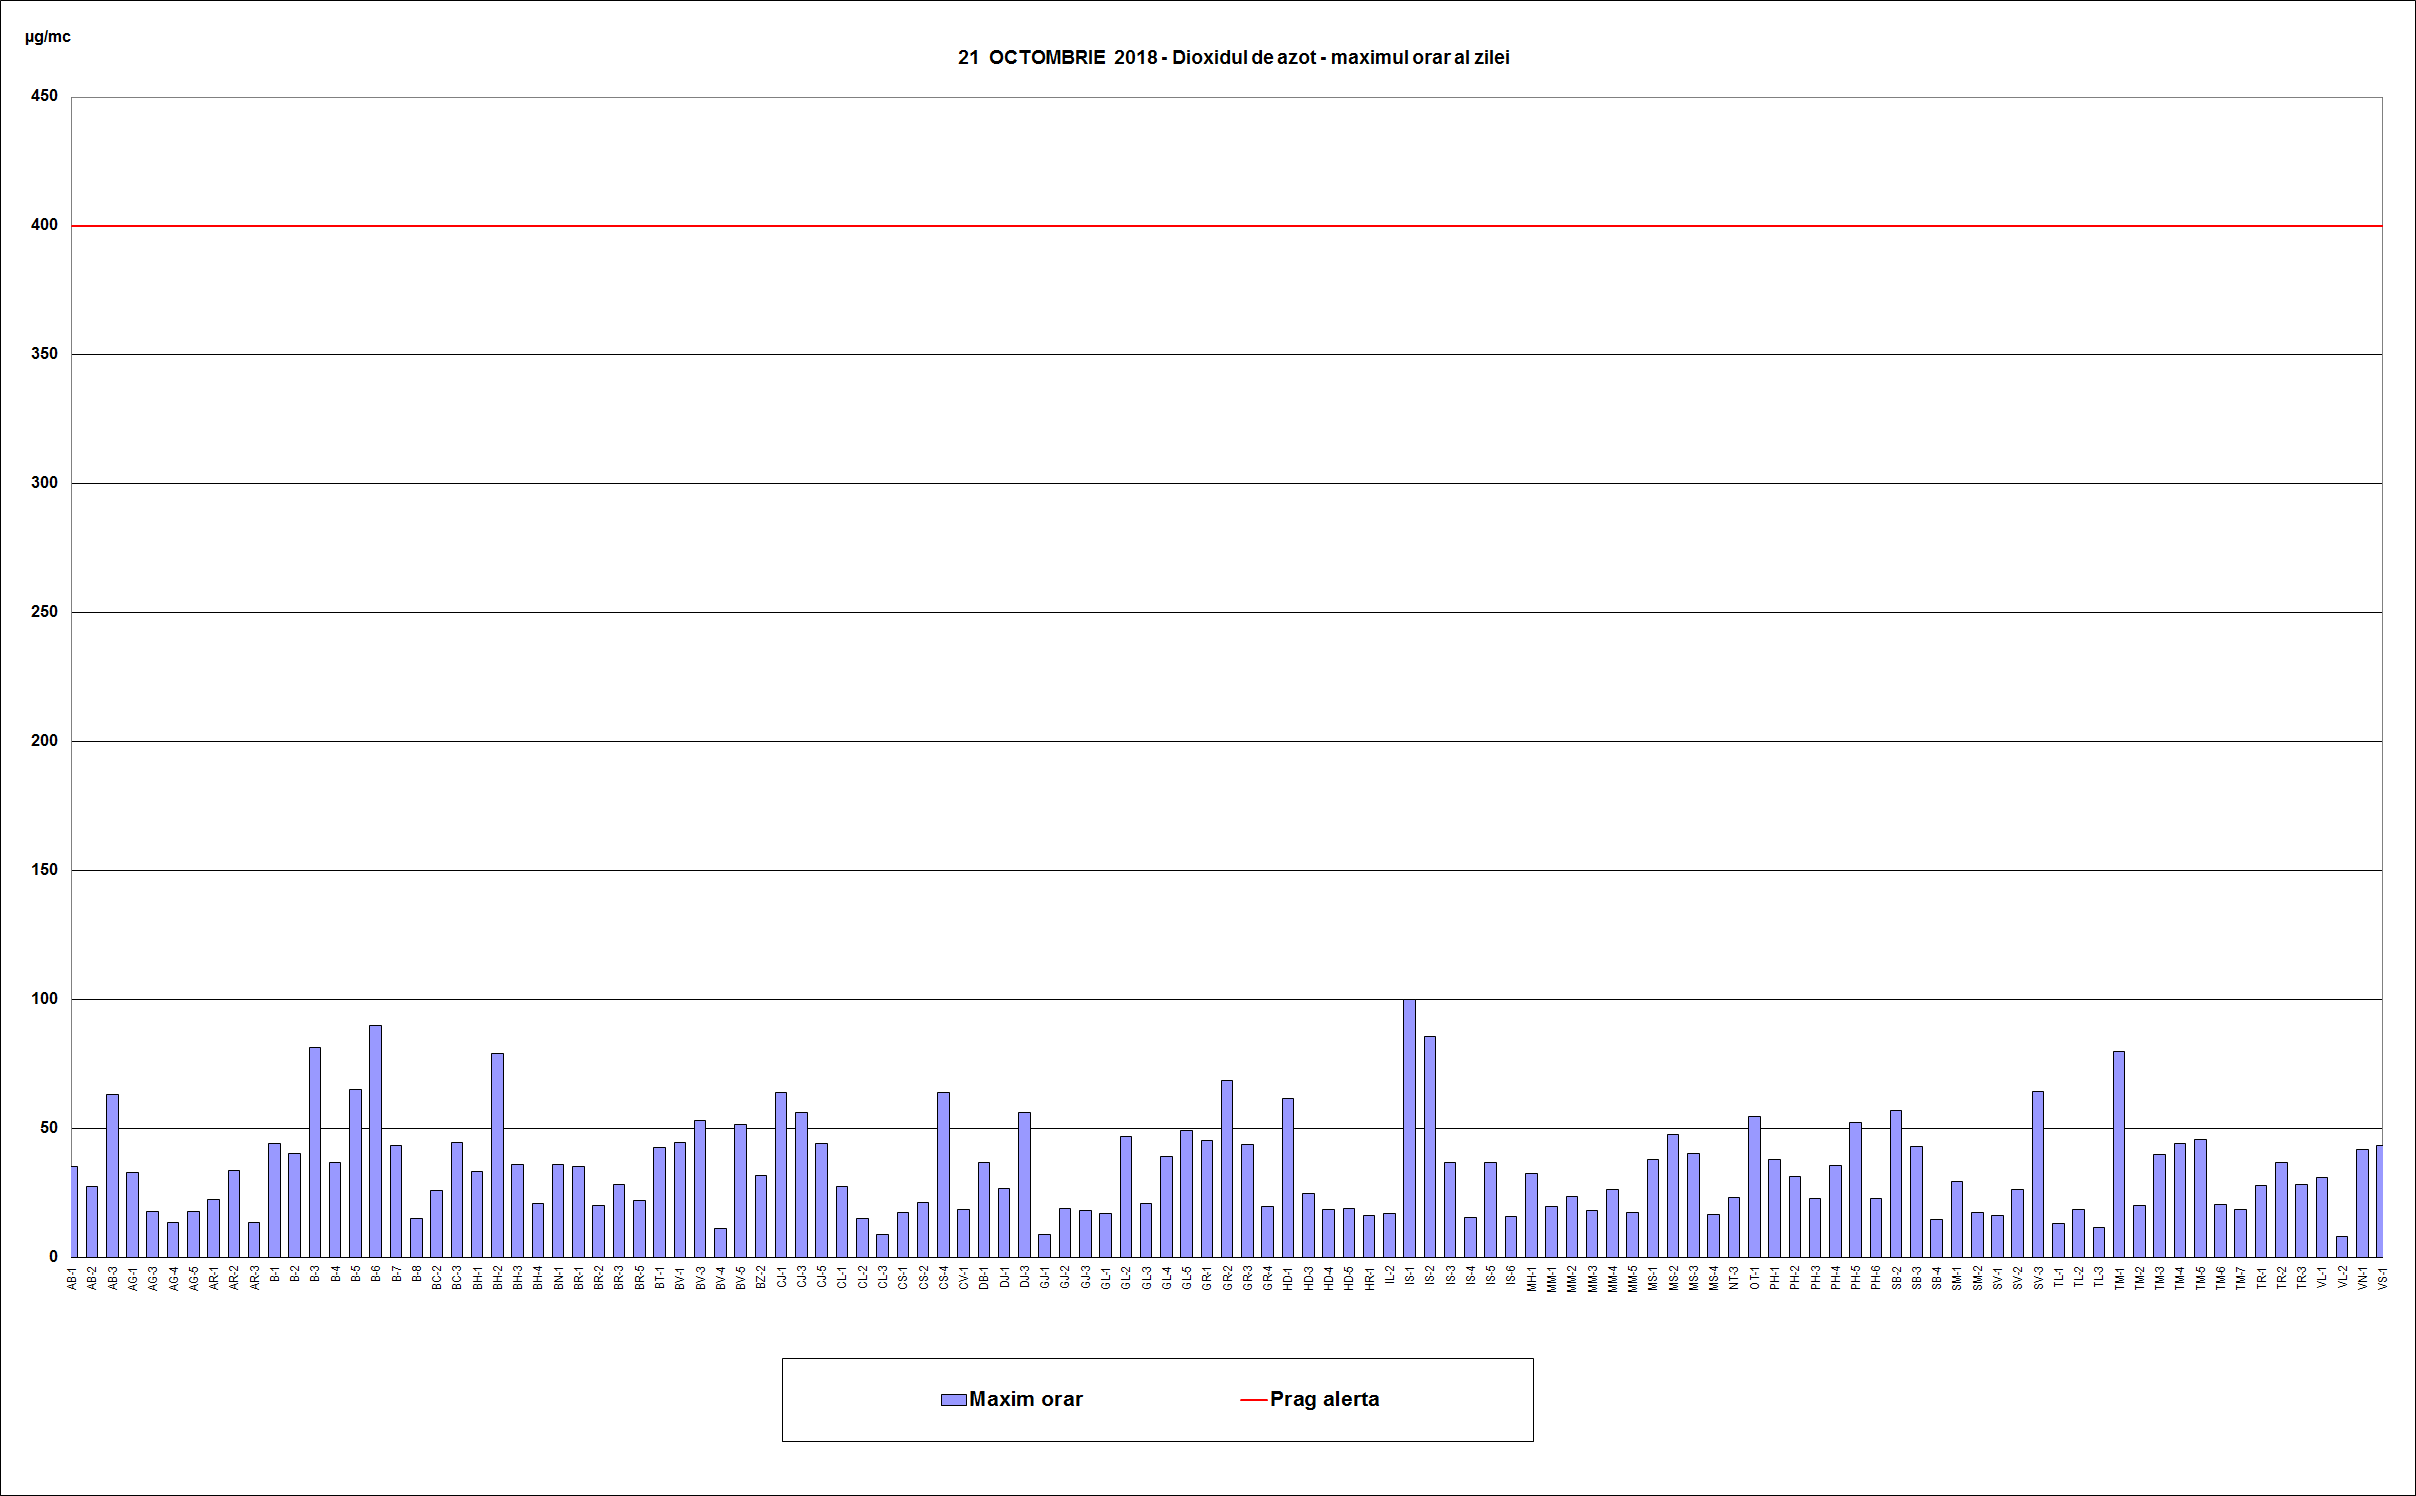 µg/mc
21 OCTOMBRIE 2018 - Dioxidul de azot - maximul orar al zilei
450
400
350
300
250
200
150
100
50
0
AB-1 AB-2 AB-3 AG-1 AG-3 AG-4 AG-5 AR-1 AR-2 AR-3 B-1 B-2 B-3 B-4 B-5 B-6 B-7 B-8 BC-2 BC-3 BH-1 BH-2 BH-3 BH-4 BN-1 BR-1 BR-2 BR-3 BR-5 BT-1 BV-1 BV-3 BV-4 BV-5 BZ-2 CJ-1 CJ-3 CJ-5 CL-1 CL-2 CL-3 CS-1 CS-2 CS-4 CV-1 DB-1 DJ-1 DJ-3 GJ-1 GJ-2 GJ-3 GL-1 GL-2 GL-3 GL-4 GL-5 GR-1 GR-2 GR-3 GR-4 HD-1 HD-3 HD-4 HD-5 HR-1 IL-2 IS-1 IS-2 IS-3 IS-4 IS-5 IS-6 MH-1 MM-1 MM-2 MM-3 MM-4 MM-5 MS-1 MS-2 MS-3 MS-4 NT-3 OT-1 PH-1 PH-2 PH-3 PH-4 PH-5 PH-6 SB-2 SB-3 SB-4 SM-1 SM-2 SV-1 SV-2 SV-3 TL-1 TL-2 TL-3 TM-1 TM-2 TM-3 TM-4 TM-5 TM-6 TM-7 TR-1 TR-2 TR-3 VL-1 VL-2 VN-1 VS-1
Maxim orar
Prag alerta